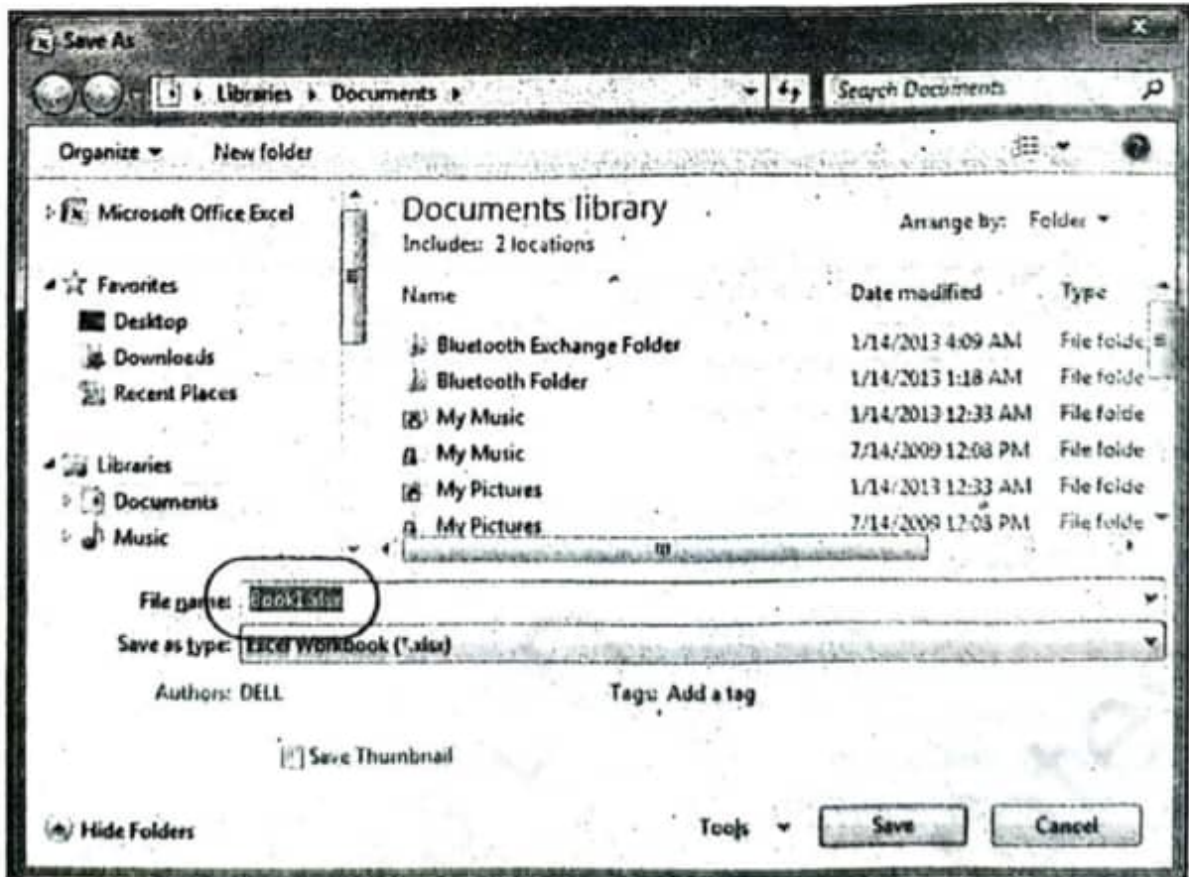 Save As
Libraries Documents
Search Documents
Organize New folder
Microsoft Office Excel
Favorites
Desktop
Downloads
Recent Places
Libraries
Documents
Music
Documents library
Includes: 2 locations
Arrange by: Folder
Name Date modified Type
Bluetooth Exchange Folder 1/14/2013 4:09 AM File folde
Bluetooth Folder 1/14/2013 1:18 AM File folde
My Music 1/14/2013 12:33 AM File folde
My Music 7/14/2009 12:08 PM File folde
My Pictures 1/14/2013 12:33 AM File folde
My Pictures 7/14/2009 12:08 PM File folde
File name: Book1.xlsx
Save as type: Excel Workbook (*.xlsx)
Authors: DELL Tags: Add a tag
Save Thumbnail
Hide Folders Tools Save Cancel